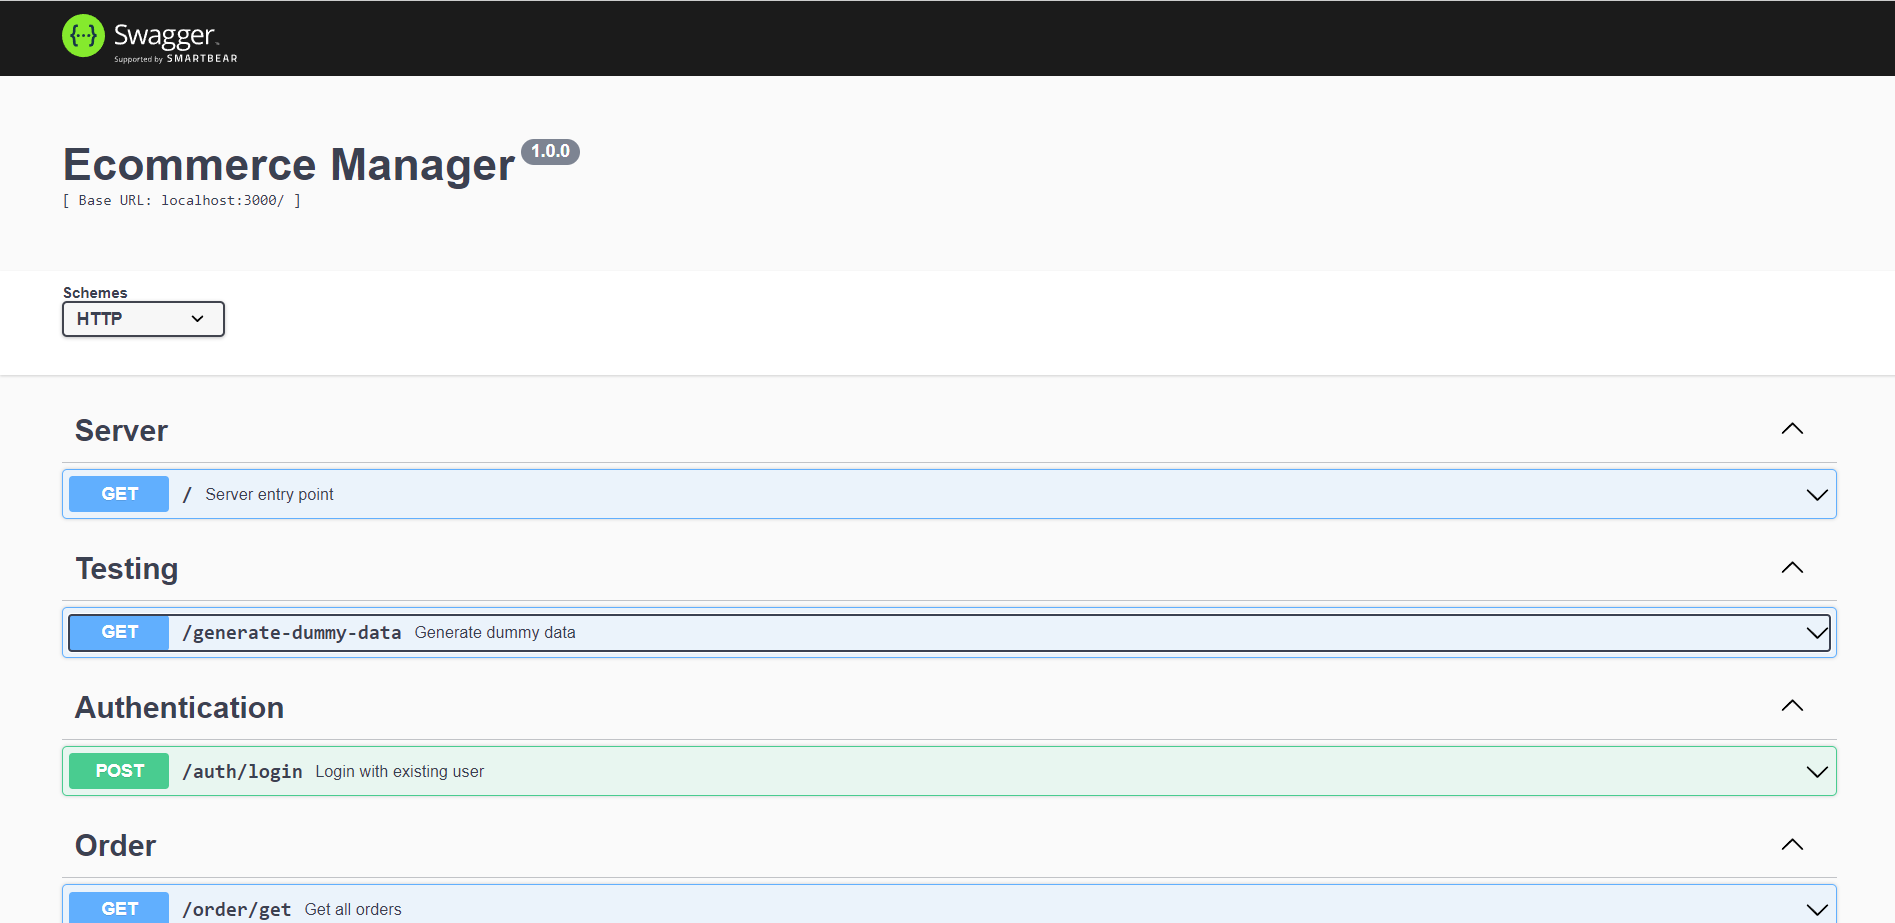 {···} Swagger™
Supported by SMARTBEAR
Ecommerce Manager 1.0.0
[ Base URL: localhost:3000/ ]
Schemes
HTTP
Server
GET / Server entry point
Testing
GET /generate-dummy-data Generate dummy data
Authentication
POST /auth/login Login with existing user
Order
GET /order/get Get all orders